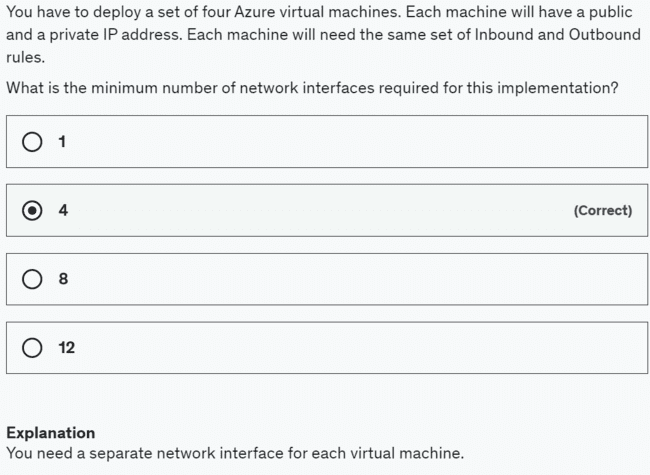 You have to deploy a set of four Azure virtual machines. Each machine will have a public
and a private IP address. Each machine will need the same set of Inbound and Outbound
rules.
What is the minimum number of network interfaces required for this implementation?
1
4 (Correct)
8
12
Explanation
You need a separate network interface for each virtual machine.